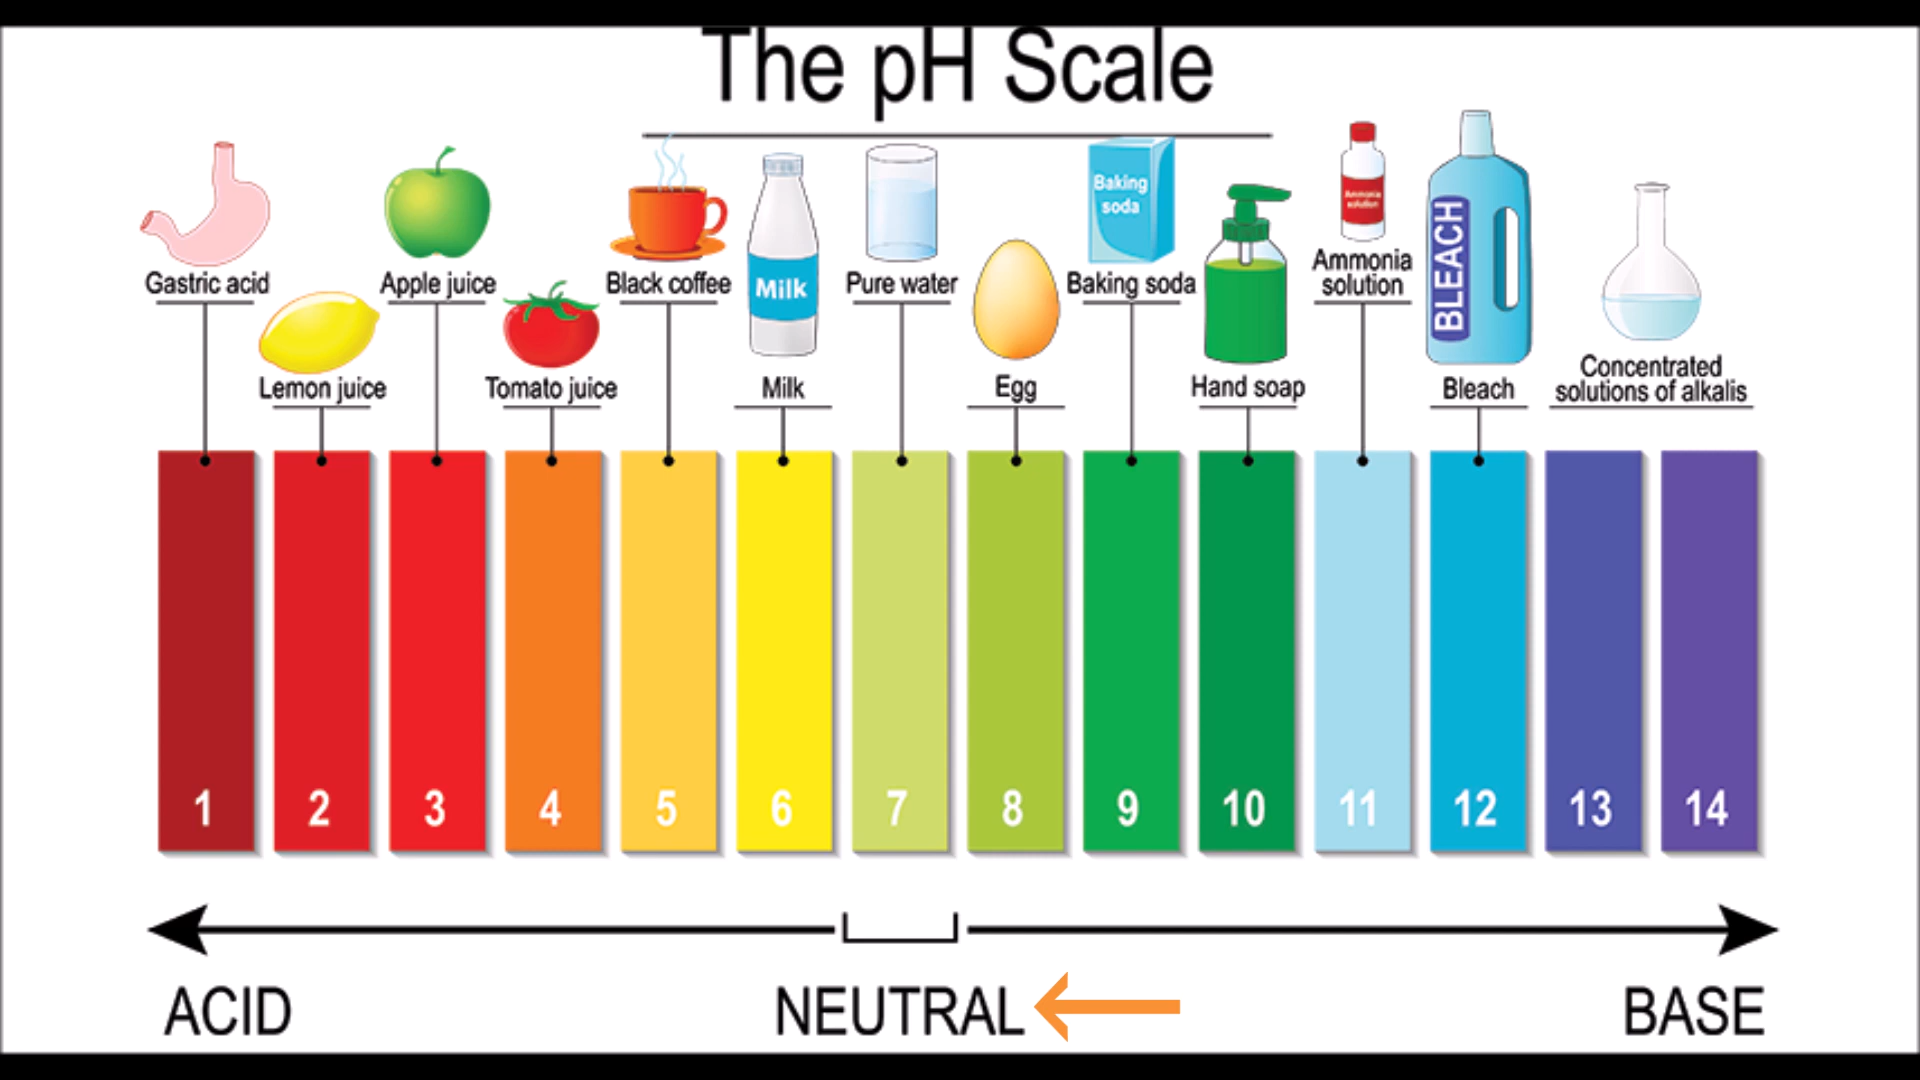 The pH Scale
Gastric acid
Lemon juice
Apple juice
Tomato juice
Black coffee
Milk
Milk
Pure water
Egg
Baking
soda
Baking soda
Hand soap
Ammonia
solution
Ammonia
solution
BLEACH
Bleach
Concentrated
solutions of alkalis
1 2 3 4 5 6 7 8 9 10 11 12 13 14
ACID NEUTRAL BASE